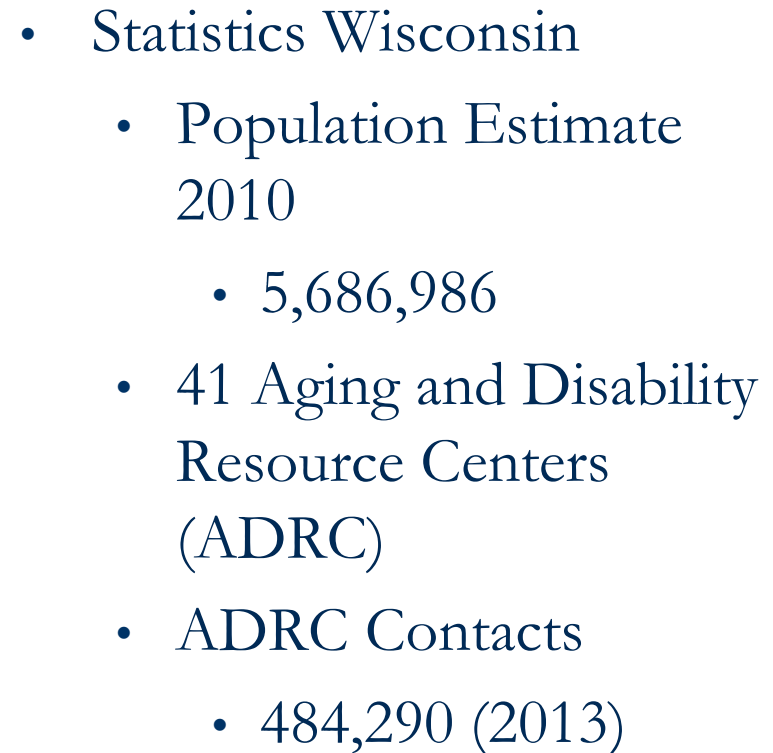 • Statistics Wisconsin
• Population Estimate
2010
• 5,686,986
• 41 Aging and Disability
Resource Centers
(ADRC)
• ADRC Contacts
• 484,290 (2013)